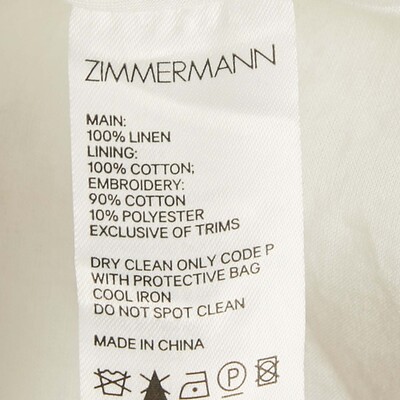 ZIMMERMANN
MAIN:
100% LINEN
LINING:
100% COTTON;
EMBROIDERY:
90% COTTON
10% POLYESTER
EXCLUSIVE OF TRIMS
DRY CLEAN ONLY CODE P
WITH PROTECTIVE BAG
COOL IRON
DO NOT SPOT CLEAN
MADE IN CHINA
P